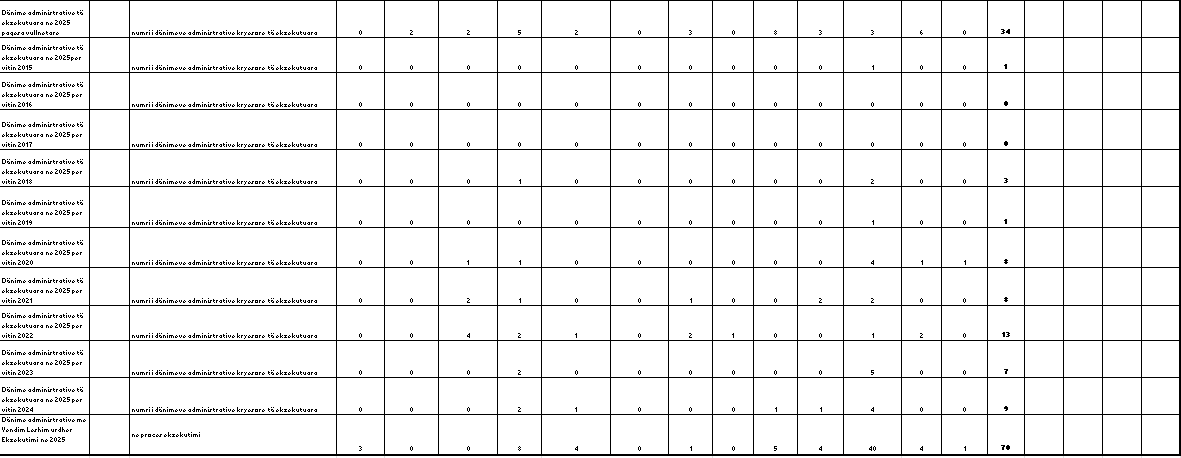 Dënime administrative të
ekzekutuara ne 2025
pagesa vullnetare
numri i dënimeve administrative kryesore të ekzekutuara 0 2 2 5 2 0 3 0 8 3 3 6 0 34
Dënime administrative të
ekzekutuara ne 2025 per
vitin 2015
numri i dënimeve administrative kryesore të ekzekutuara 0 0 0 0 0 0 0 0 0 0 1 0 0 1
Dënime administrative të
ekzekutuara ne 2025 per
vitin 2016
numri i dënimeve administrative kryesore të ekzekutuara 0 0 0 0 0 0 0 0 0 0 0 0 0 0
Dënime administrative të
ekzekutuara ne 2025 per
vitin 2017
numri i dënimeve administrative kryesore të ekzekutuara 0 0 0 0 0 0 0 0 0 0 0 0 0 0
Dënime administrative të
ekzekutuara ne 2025 per
vitin 2018
numri i dënimeve administrative kryesore të ekzekutuara 0 0 0 1 0 0 0 0 0 0 2 0 0 3
Dënime administrative të
ekzekutuara ne 2025 per
vitin 2019
numri i dënimeve administrative kryesore të ekzekutuara 0 0 0 0 0 0 0 0 0 0 1 0 0 1
Dënime administrative të
ekzekutuara ne 2025 per
vitin 2020
numri i dënimeve administrative kryesore të ekzekutuara 0 0 1 1 0 0 0 0 0 0 4 1 1 8
Dënime administrative të
ekzekutuara ne 2025 per
vitin 2021
numri i dënimeve administrative kryesore të ekzekutuara 0 0 2 1 0 0 1 0 0 2 2 0 0 8
Dënime administrative të
ekzekutuara ne 2025 per
vitin 2022
numri i dënimeve administrative kryesore të ekzekutuara 0 0 4 2 1 0 2 1 0 0 1 2 0 13
Dënime administrative të
ekzekutuara ne 2025 per
vitin 2023
numri i dënimeve administrative kryesore të ekzekutuara 0 0 0 2 0 0 0 0 0 0 5 0 0 7
Dënime administrative të
ekzekutuara ne 2025 per
vitin 2024
numri i dënimeve administrative kryesore të ekzekutuara 0 0 0 2 1 0 0 0 1 1 4 0 0 9
Dënime administrative me
Vendim Leshim urdher
Ekzekutimi ne 2025
ne proces ekzekutimi 3 0 0 8 4 0 1 0 5 4 40 4 1 70